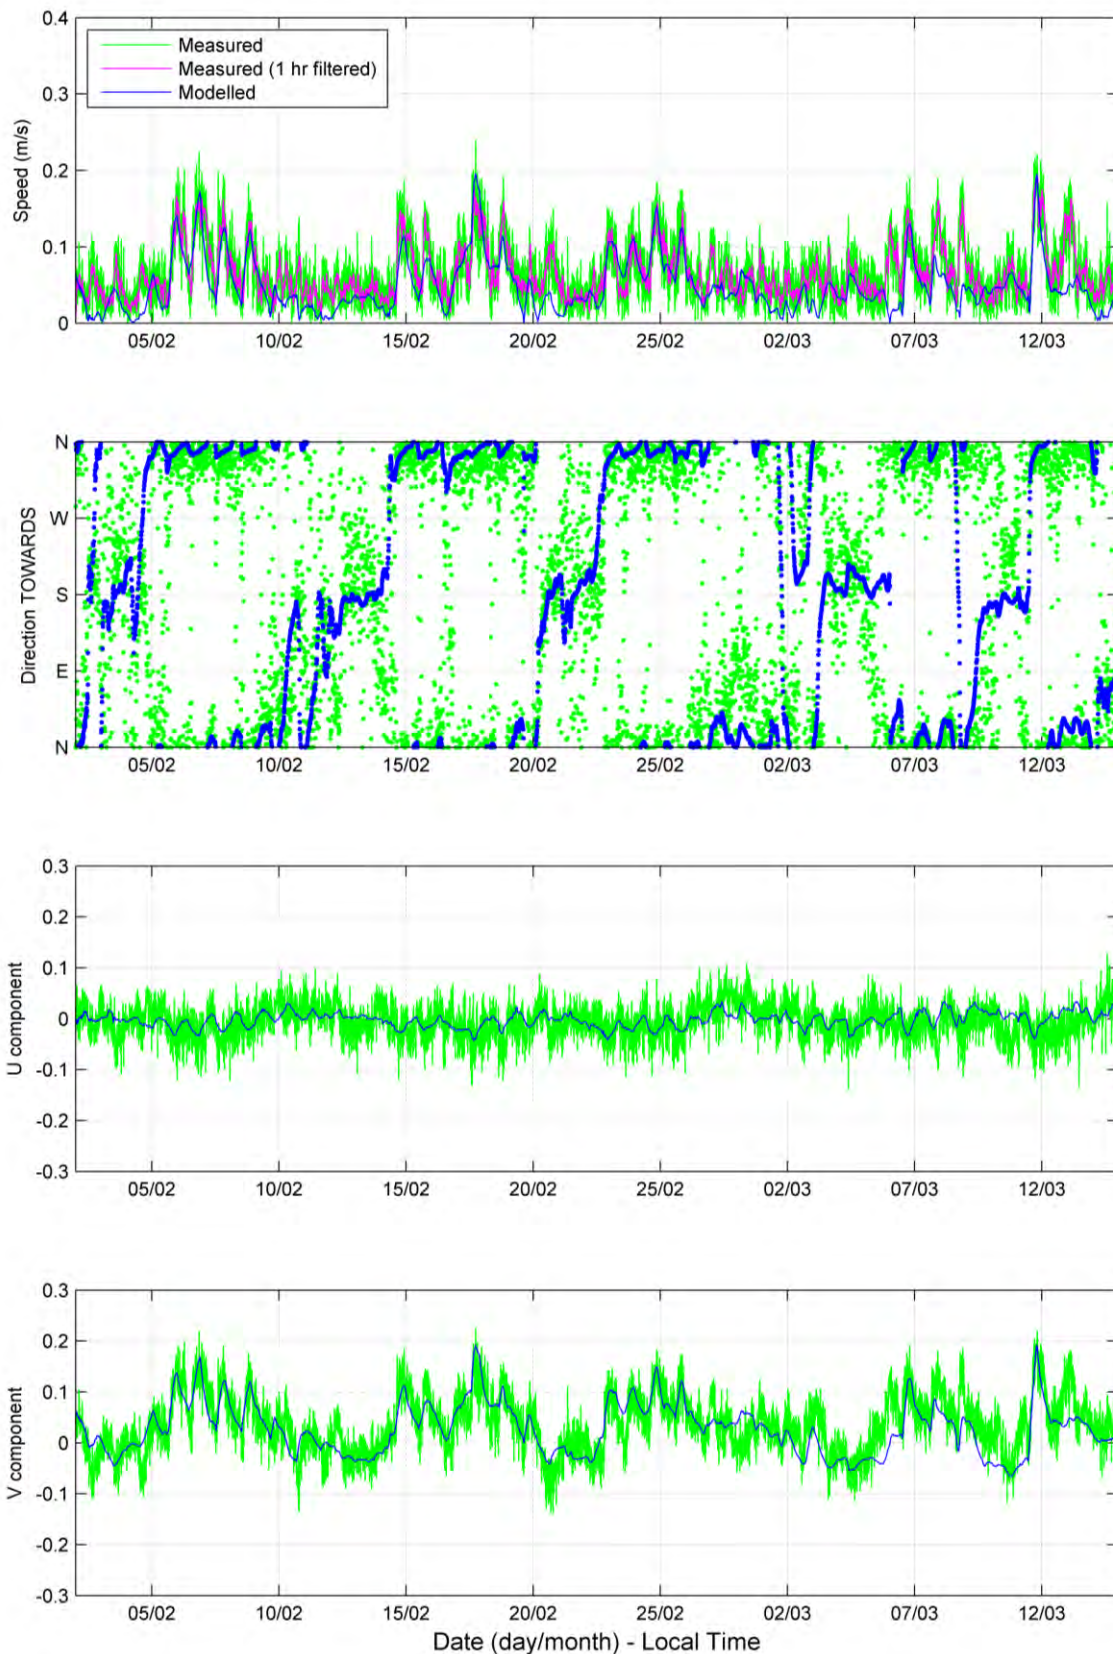 0.4
0.3
0.2
0.1
0
Speed (m/s)
Measured
Measured (1 hr filtered)
Modelled
05/02 10/02 15/02 20/02 25/02 02/03 07/03 12/03
N
W
S
E
N
Direction TOWARDS
05/02 10/02 15/02 20/02 25/02 02/03 07/03 12/03
0.3
0.2
0.1
0
-0.1
-0.2
-0.3
U component
05/02 10/02 15/02 20/02 25/02 02/03 07/03 12/03
0.3
0.2
0.1
0
-0.1
-0.2
-0.3
V component
05/02 10/02 15/02 20/02 25/02 02/03 07/03 12/03
Date (day/month) - Local Time